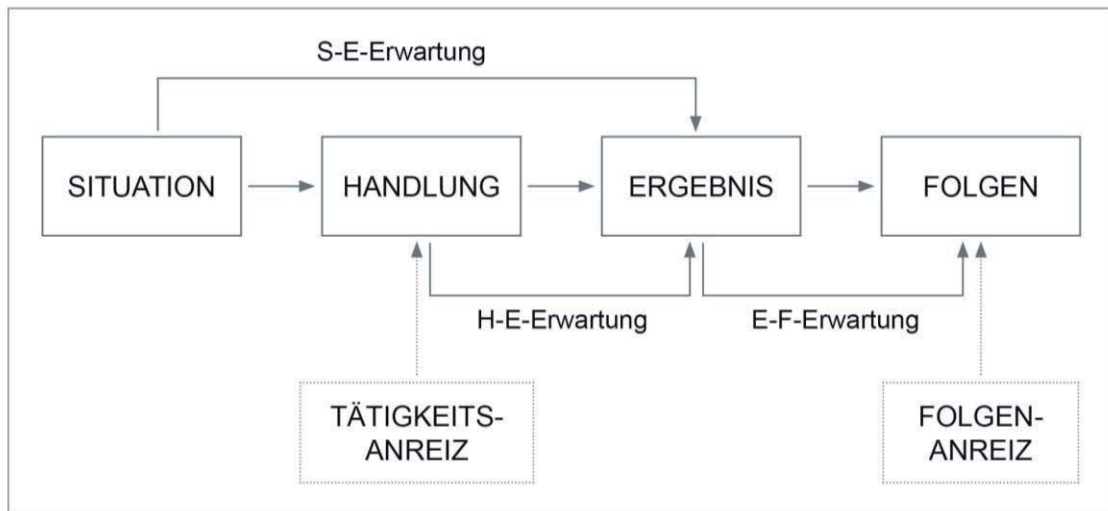 S-E-Erwartung
SITUATION
HANDLUNG
ERGEBNIS
FOLGEN
H-E-Erwartung
E-F-Erwartung
TÄTIGKEITS-
ANREIZ
FOLGEN-
ANREIZ